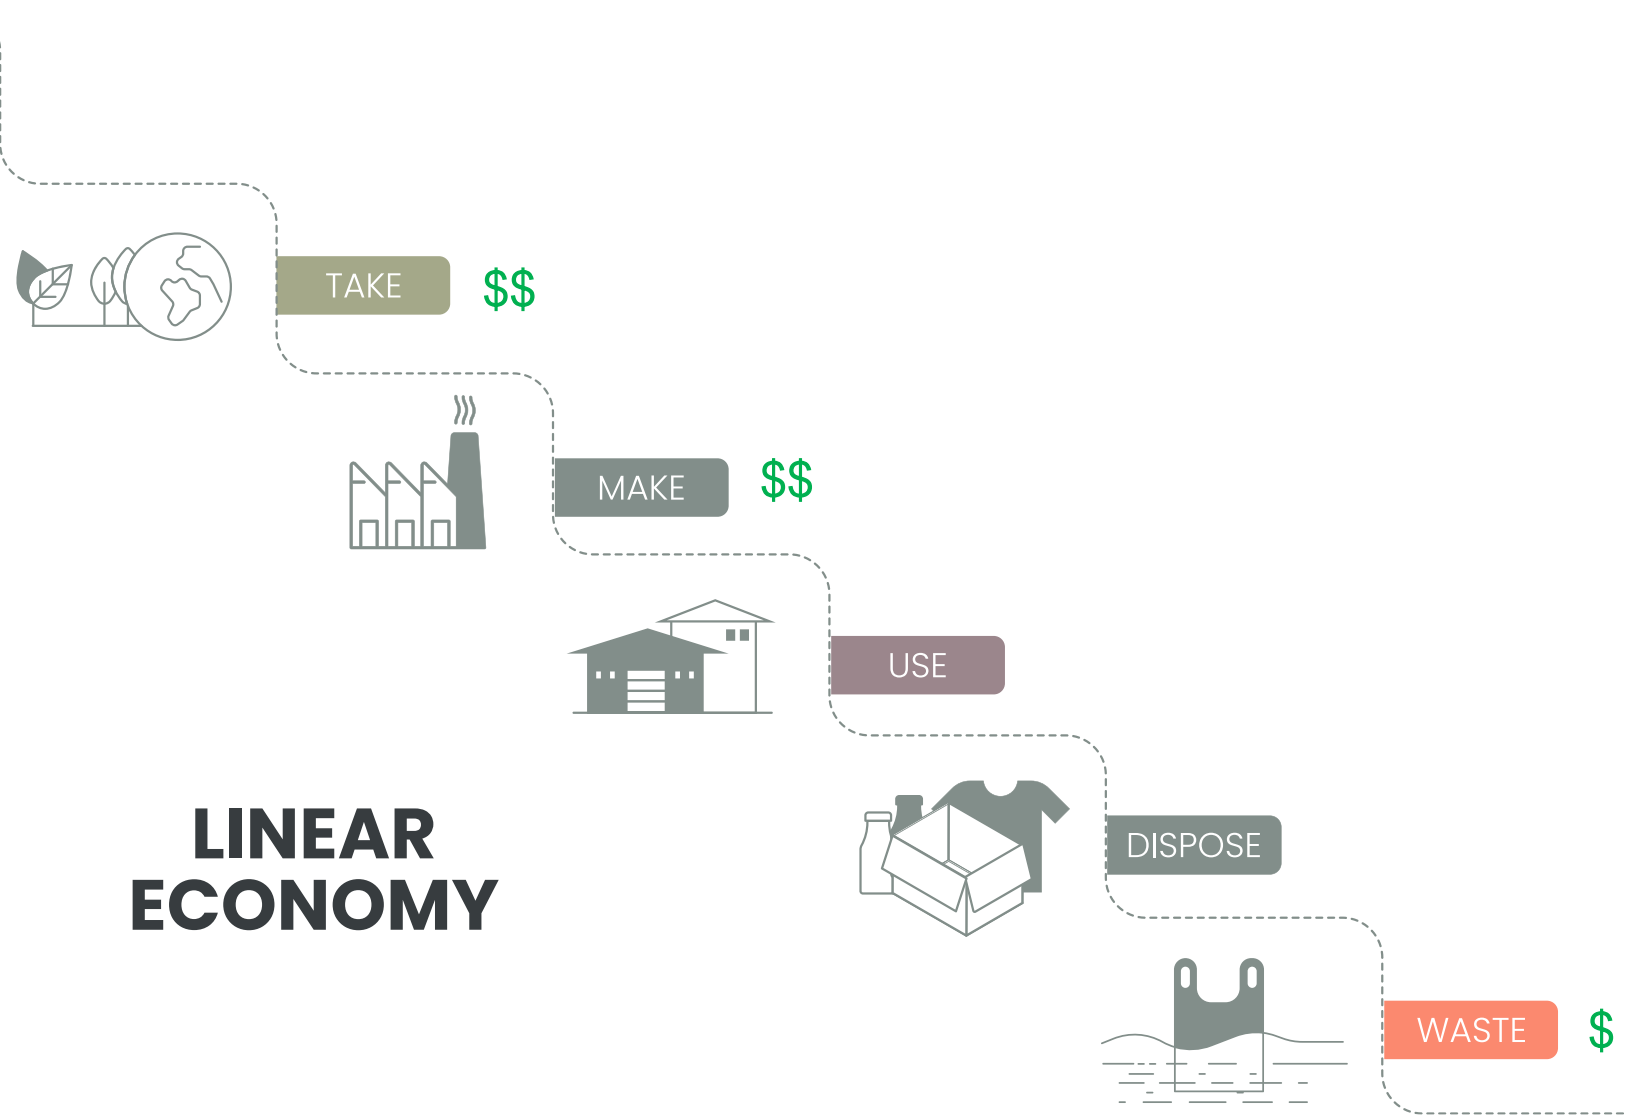 TAKE
$$
MAKE
$$
USE
LINEAR
ECONOMY
DISPOSE
WASTE
$